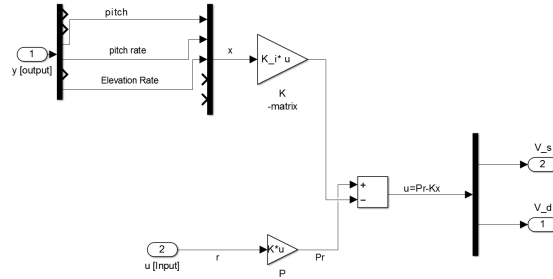 pitch
1
y [output]
pitch rate
Elevation Rate
x
K_i* u
K
-matrix
+
−
u=Pr-Kx
V_s
2
V_d
1
2
u [Input]
r
K*u
P
Pr